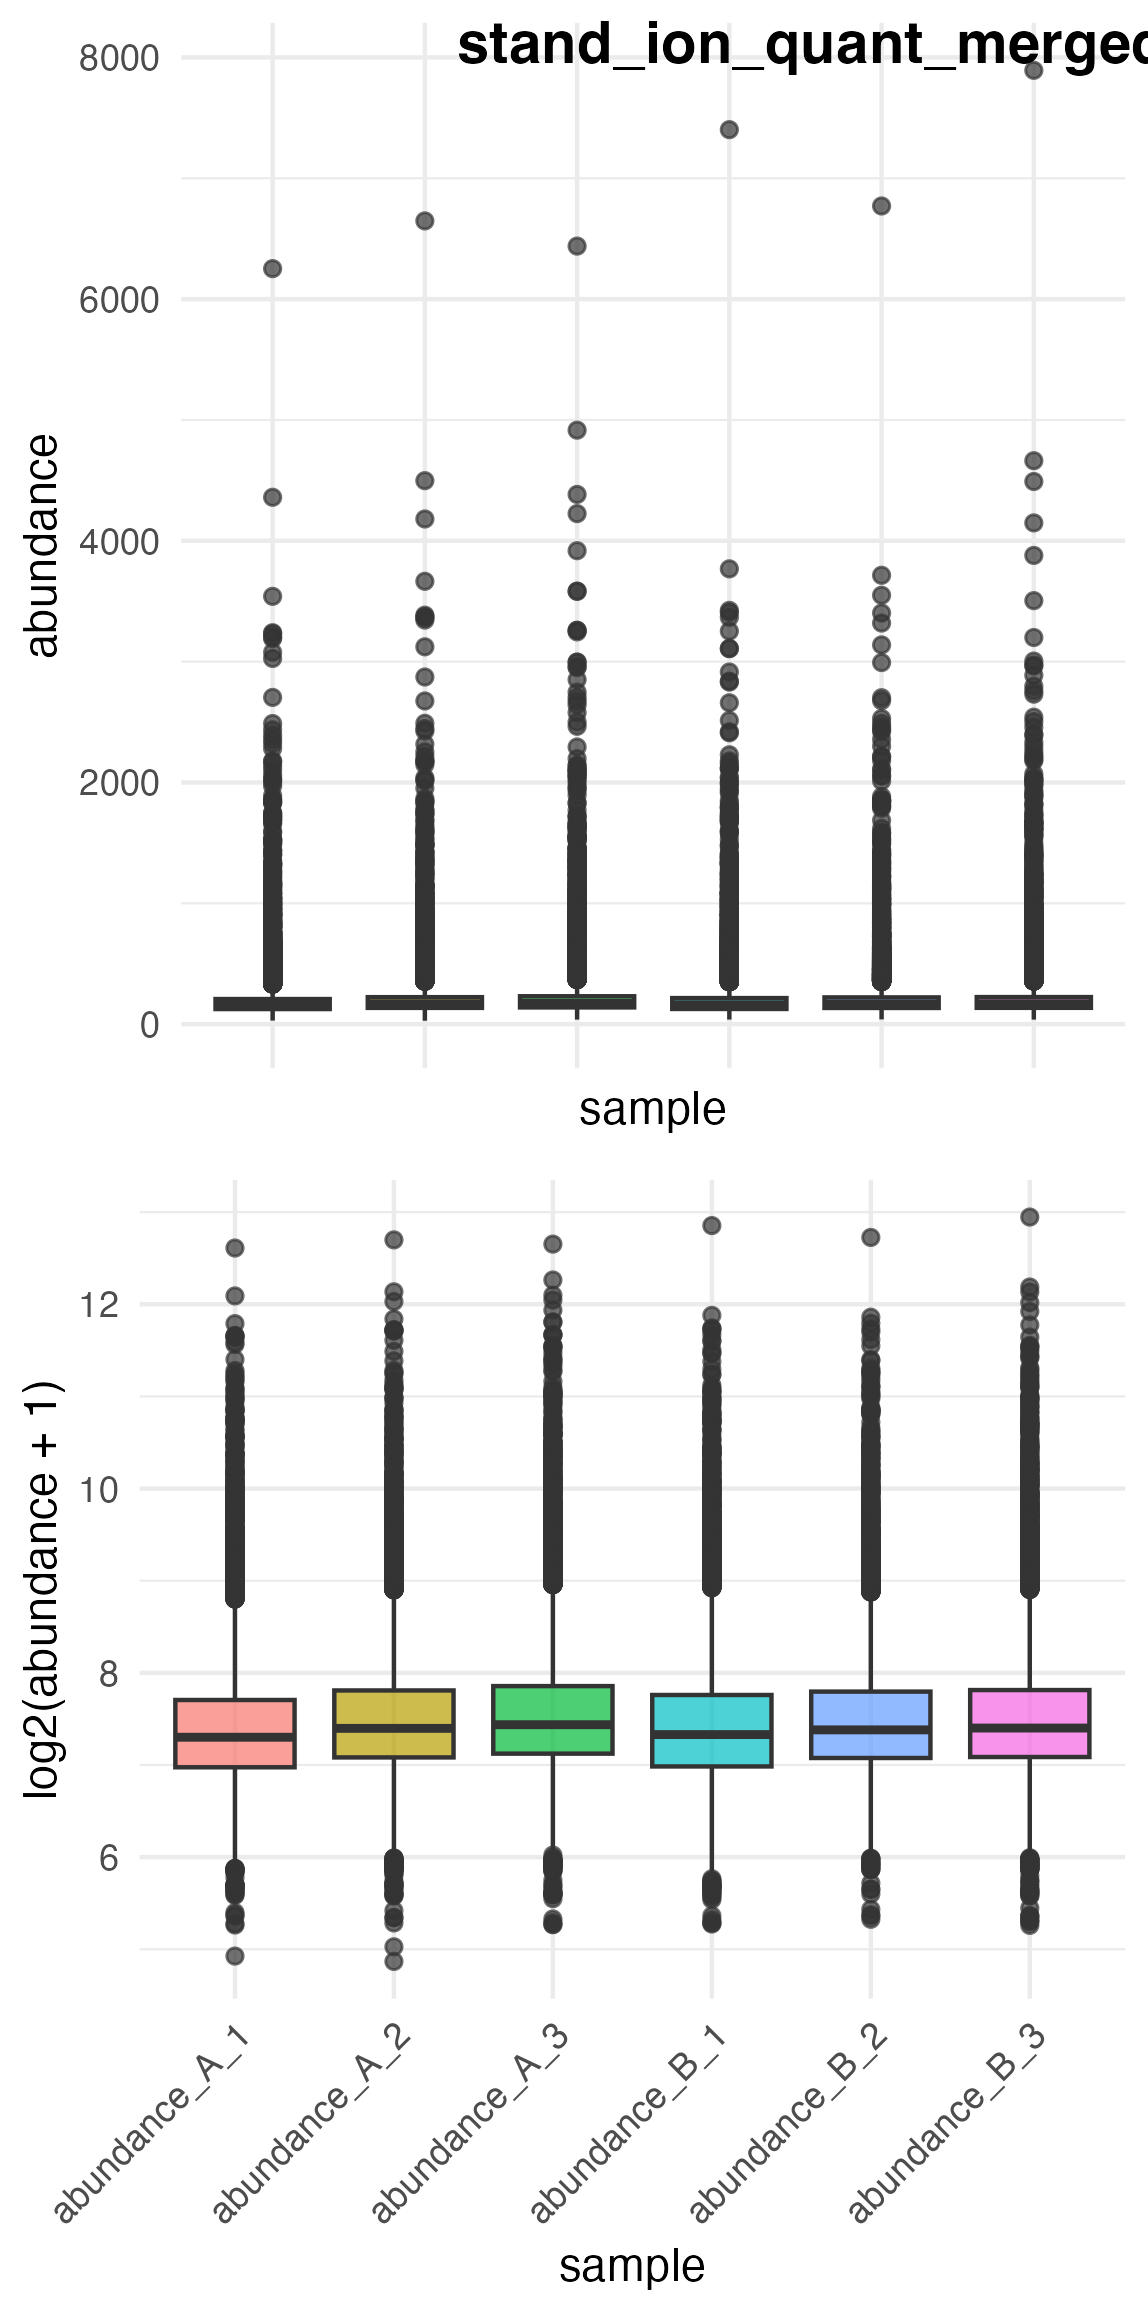 stand_ion_quant_merged
8000
6000
4000
2000
0
abundance
sample
12
10
8
6
log2(abundance + 1)
abundance_A_1
abundance_A_2
abundance_A_3
abundance_B_1
abundance_B_2
abundance_B_3
sample